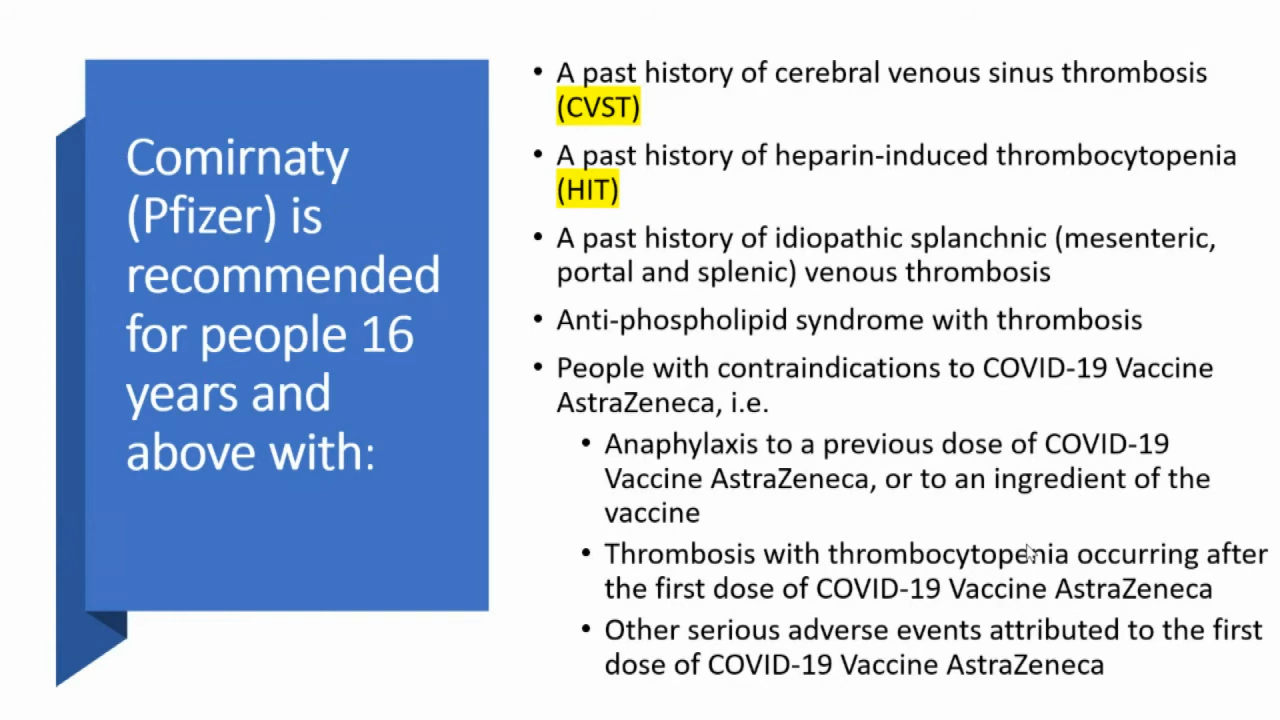 Comirnaty
(Pfizer) is
recommended
for people 16
years and
above with:
• A past history of cerebral venous sinus thrombosis
(CVST)
• A past history of heparin-induced thrombocytopenia
(HIT)
• A past history of idiopathic splanchnic (mesenteric,
portal and splenic) venous thrombosis
• Anti-phospholipid syndrome with thrombosis
• People with contraindications to COVID-19 Vaccine
AstraZeneca, i.e.
• Anaphylaxis to a previous dose of COVID-19
Vaccine AstraZeneca, or to an ingredient of the
vaccine
• Thrombosis with thrombocytopenia occurring after
the first dose of COVID-19 Vaccine AstraZeneca
• Other serious adverse events attributed to the first
dose of COVID-19 Vaccine AstraZeneca